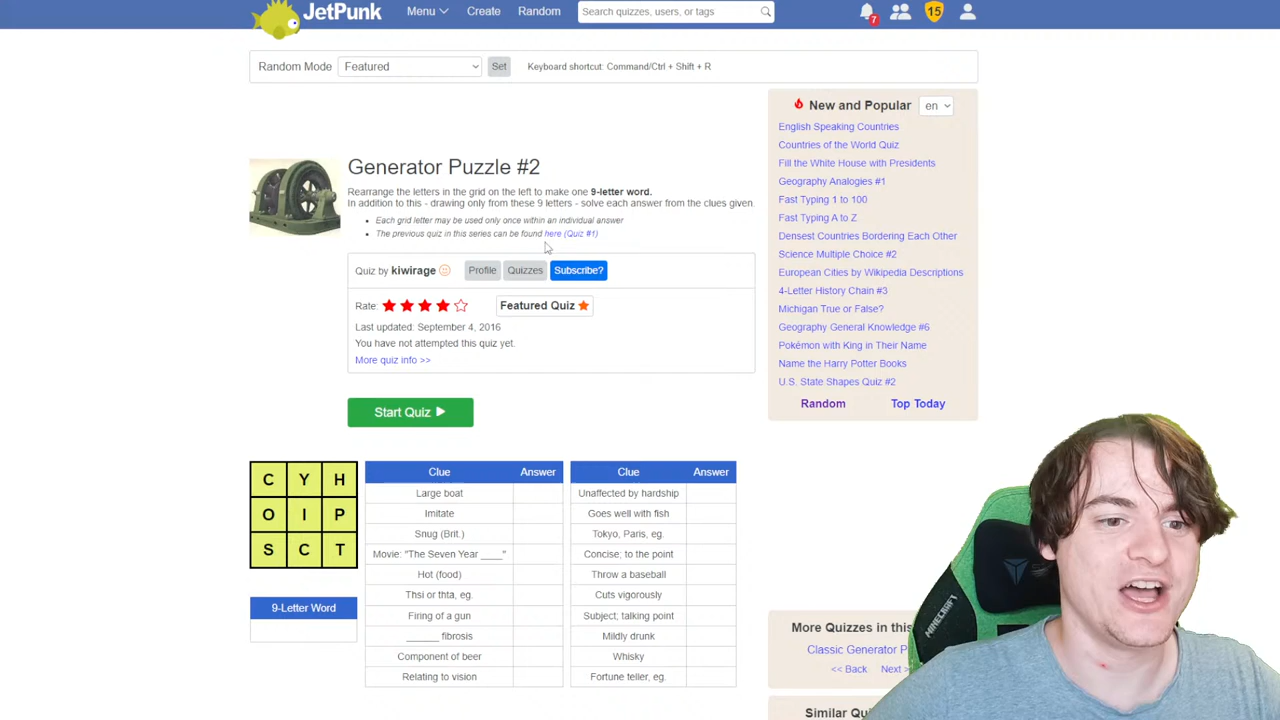 JetPunk
Menu
Create
Random
Search quizzes, users, or tags
7
15
Random Mode
Featured
Set
Keyboard shortcut: Command/Ctrl + Shift + R
Generator Puzzle #2
Rearrange the letters in the grid on the left to make one 9-letter word.
In addition to this - drawing only from these 9 letters - solve each answer from the clues given.
Each grid letter may be used only once within an individual answer
The previous quiz in this series can be found here (Quiz #1)
Quiz by kiwirage
Profile
Quizzes
Subscribe?
Rate:
Featured Quiz
Last updated: September 4, 2016
You have not attempted this quiz yet.
More quiz info >>
Start Quiz
New and Popular
en
English Speaking Countries
Countries of the World Quiz
Fill the White House with Presidents
Geography Analogies #1
Fast Typing 1 to 100
Fast Typing A to Z
Densest Countries Bordering Each Other
Science Multiple Choice #2
European Cities by Wikipedia Descriptions
4-Letter History Chain #3
Michigan True or False?
Geography General Knowledge #6
Pokémon with King in Their Name
Name the Harry Potter Books
U.S. State Shapes Quiz #2
Random
Top Today
C Y H
O I P
S C T
9-Letter Word
Clue Answer
Large boat
Imitate
Snug (Brit.)
Movie: "The Seven Year ____"
Hot (food)
Thsi or thta, eg.
Firing of a gun
______ fibrosis
Component of beer
Relating to vision
Clue Answer
Unaffected by hardship
Goes well with fish
Tokyo, Paris, eg.
Concise; to the point
Throw a baseball
Cuts vigorously
Subject; talking point
Mildly drunk
Whisky
Fortune teller, eg.
More Quizzes in this
Classic Generator P
<< Back
Next >
Similar Qui
MINECRAFT